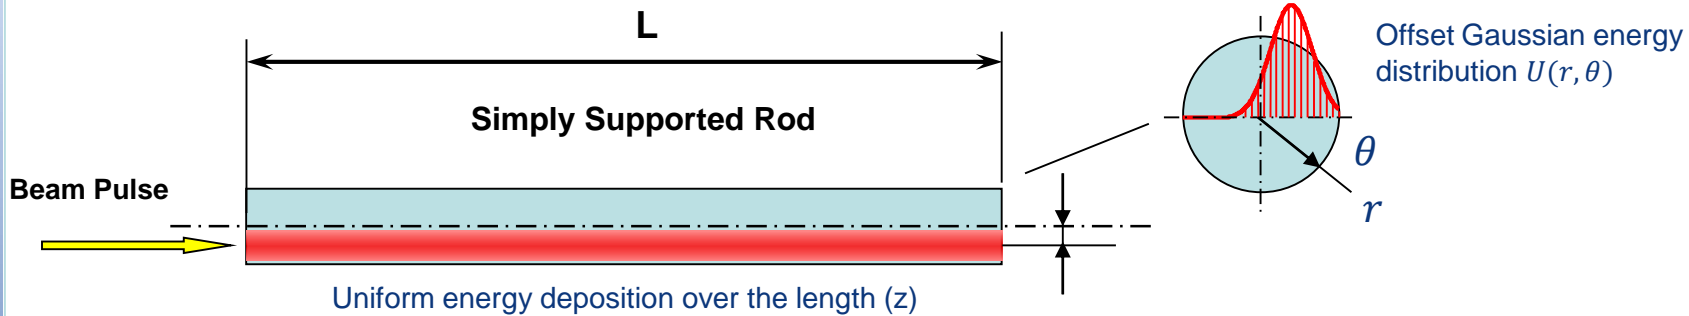 L
Offset Gaussian energy
distribution U(r,θ)
Simply Supported Rod
θ
Beam Pulse
r
Uniform energy deposition over the length (z)